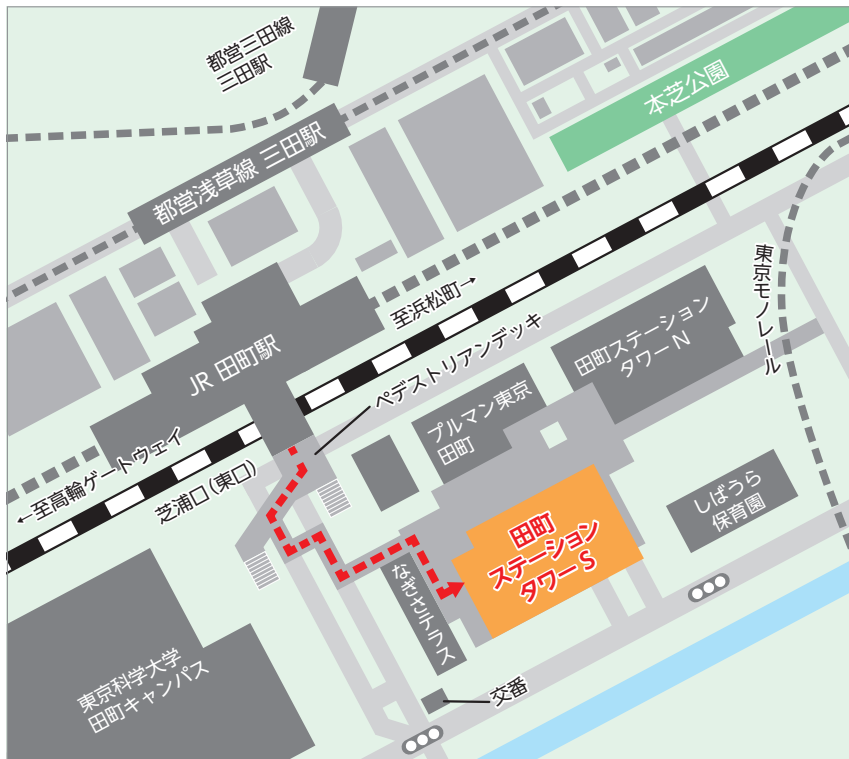 都営三田線
三田駅
本芝公園
都営浅草線 三田駅
東京モノレール
至浜松町→
JR 田町駅
ペデストリアンデッキ
田町ステーション
タワー N
プルマン東京
田町
←至高輪ゲートウェイ
芝浦口(東口)
しばうら
保育園
田町
ステーション
タワー S
なぎさテラス
東京科学大学
田町キャンパス
交番